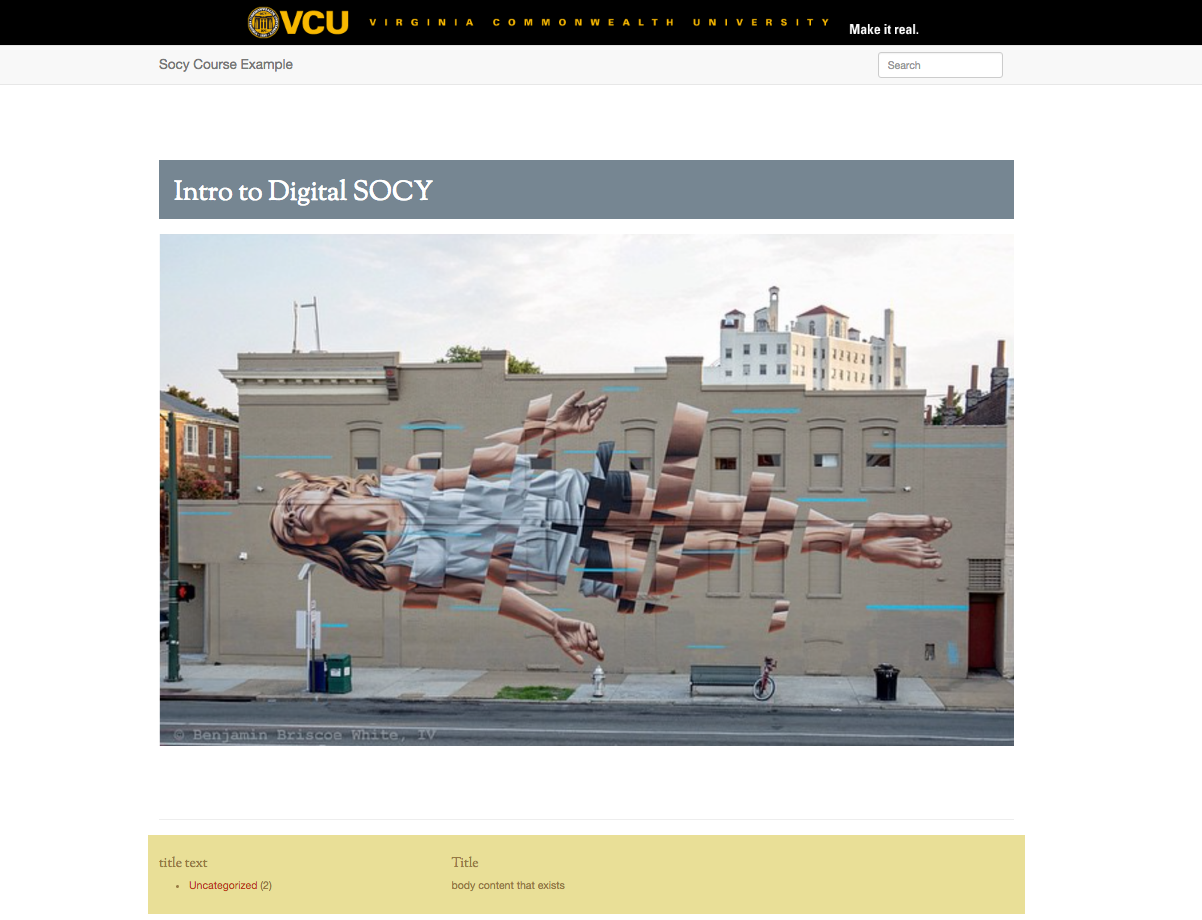 VCU VIRGINIA COMMONWEALTH UNIVERSITY Make it real.
Socy Course Example Search
Intro to Digital SOCY
© Benjamin Briscoe White, IV
title text
Uncategorized (2)
Title
body content that exists